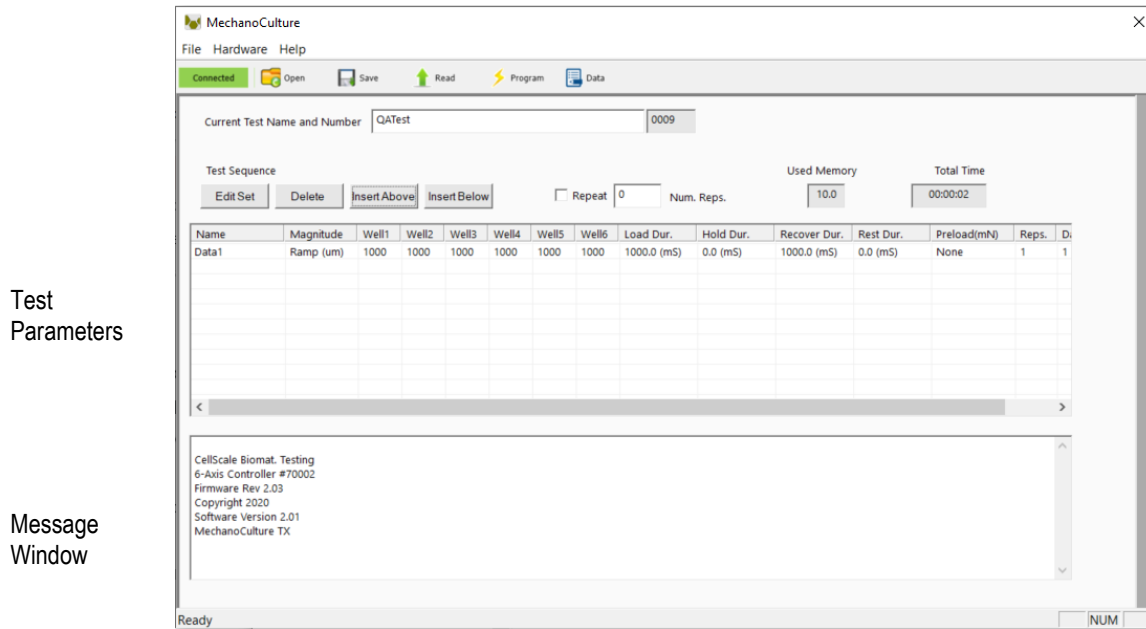 MechanoCulture
File Hardware Help
Connected Open Save Read Program Data
Current Test Name and Number QATest 0009
Test Sequence Used Memory Total Time
Edit Set Delete Insert Above Insert Below Repeat 0 Num. Reps. 10.0 00:00:02
Name Magnitude Well1 Well2 Well3 Well4 Well5 Well6 Load Dur. Hold Dur. Recover Dur. Rest Dur. Preload(mN) Reps.
Data1 Ramp (um) 1000 1000 1000 1000 1000 1000 1000.0 (mS) 0.0 (mS) 1000.0 (mS) 0.0 (mS) None 1 1
Test
Parameters
CellScale Biomat. Testing
6-Axis Controller #70002
Firmware Rev 2.03
Copyright 2020
Software Version 2.01
MechanoCulture TX
Message
Window
Ready NUM